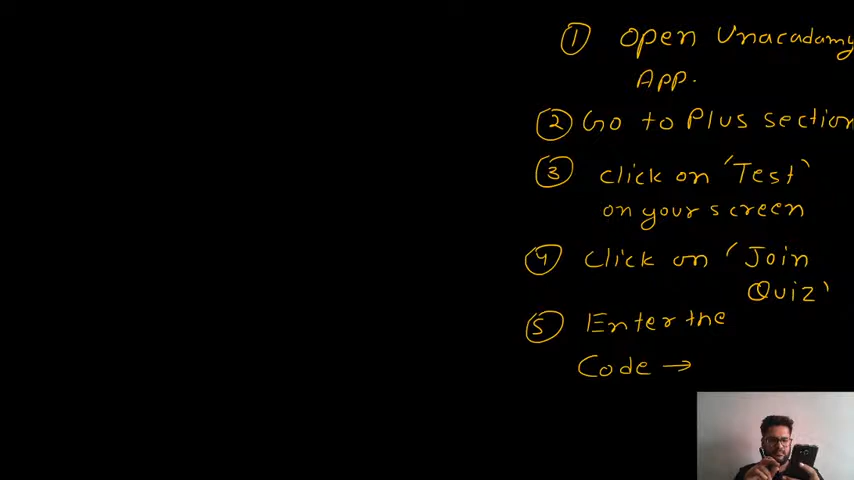 ① Open Unacadamy
App.
② Go to Plus section
③ Click on 'Test'
on your screen
④ Click on 'Join
Quiz'
⑤ Enter the
Code →